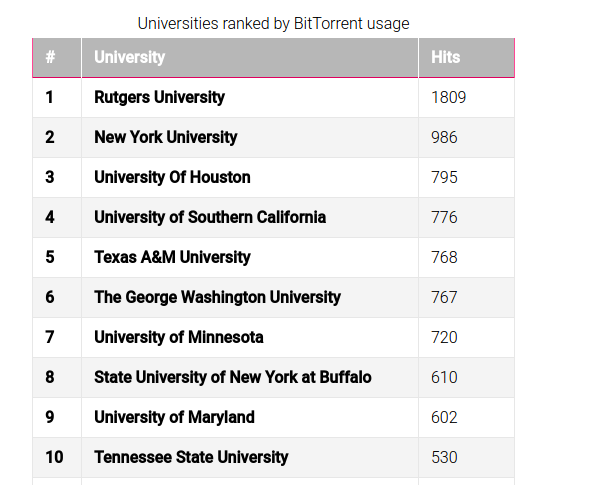 Universities ranked by BitTorrent usage
# University Hits
1 Rutgers University 1809
2 New York University 986
3 University Of Houston 795
4 University of Southern California 776
5 Texas A&M University 768
6 The George Washington University 767
7 University of Minnesota 720
8 State University of New York at Buffalo 610
9 University of Maryland 602
10 Tennessee State University 530